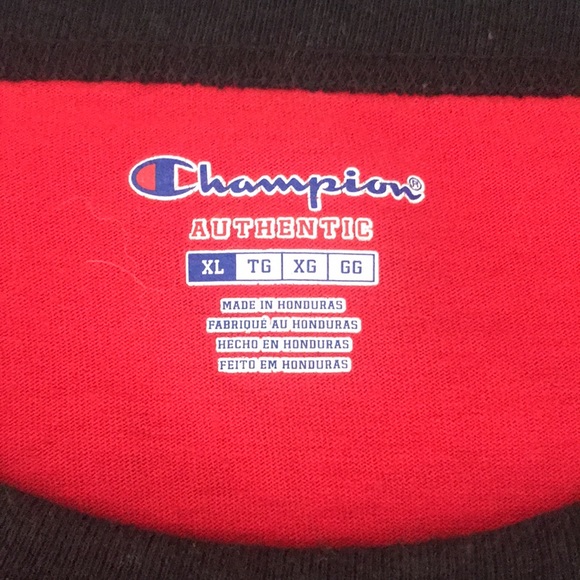 Champion®
AUTHENTIC
XL TG XG GG
MADE IN HONDURAS
FABRIQUÉ AU HONDURAS
HECHO EN HONDURAS
FEITO EM HONDURAS